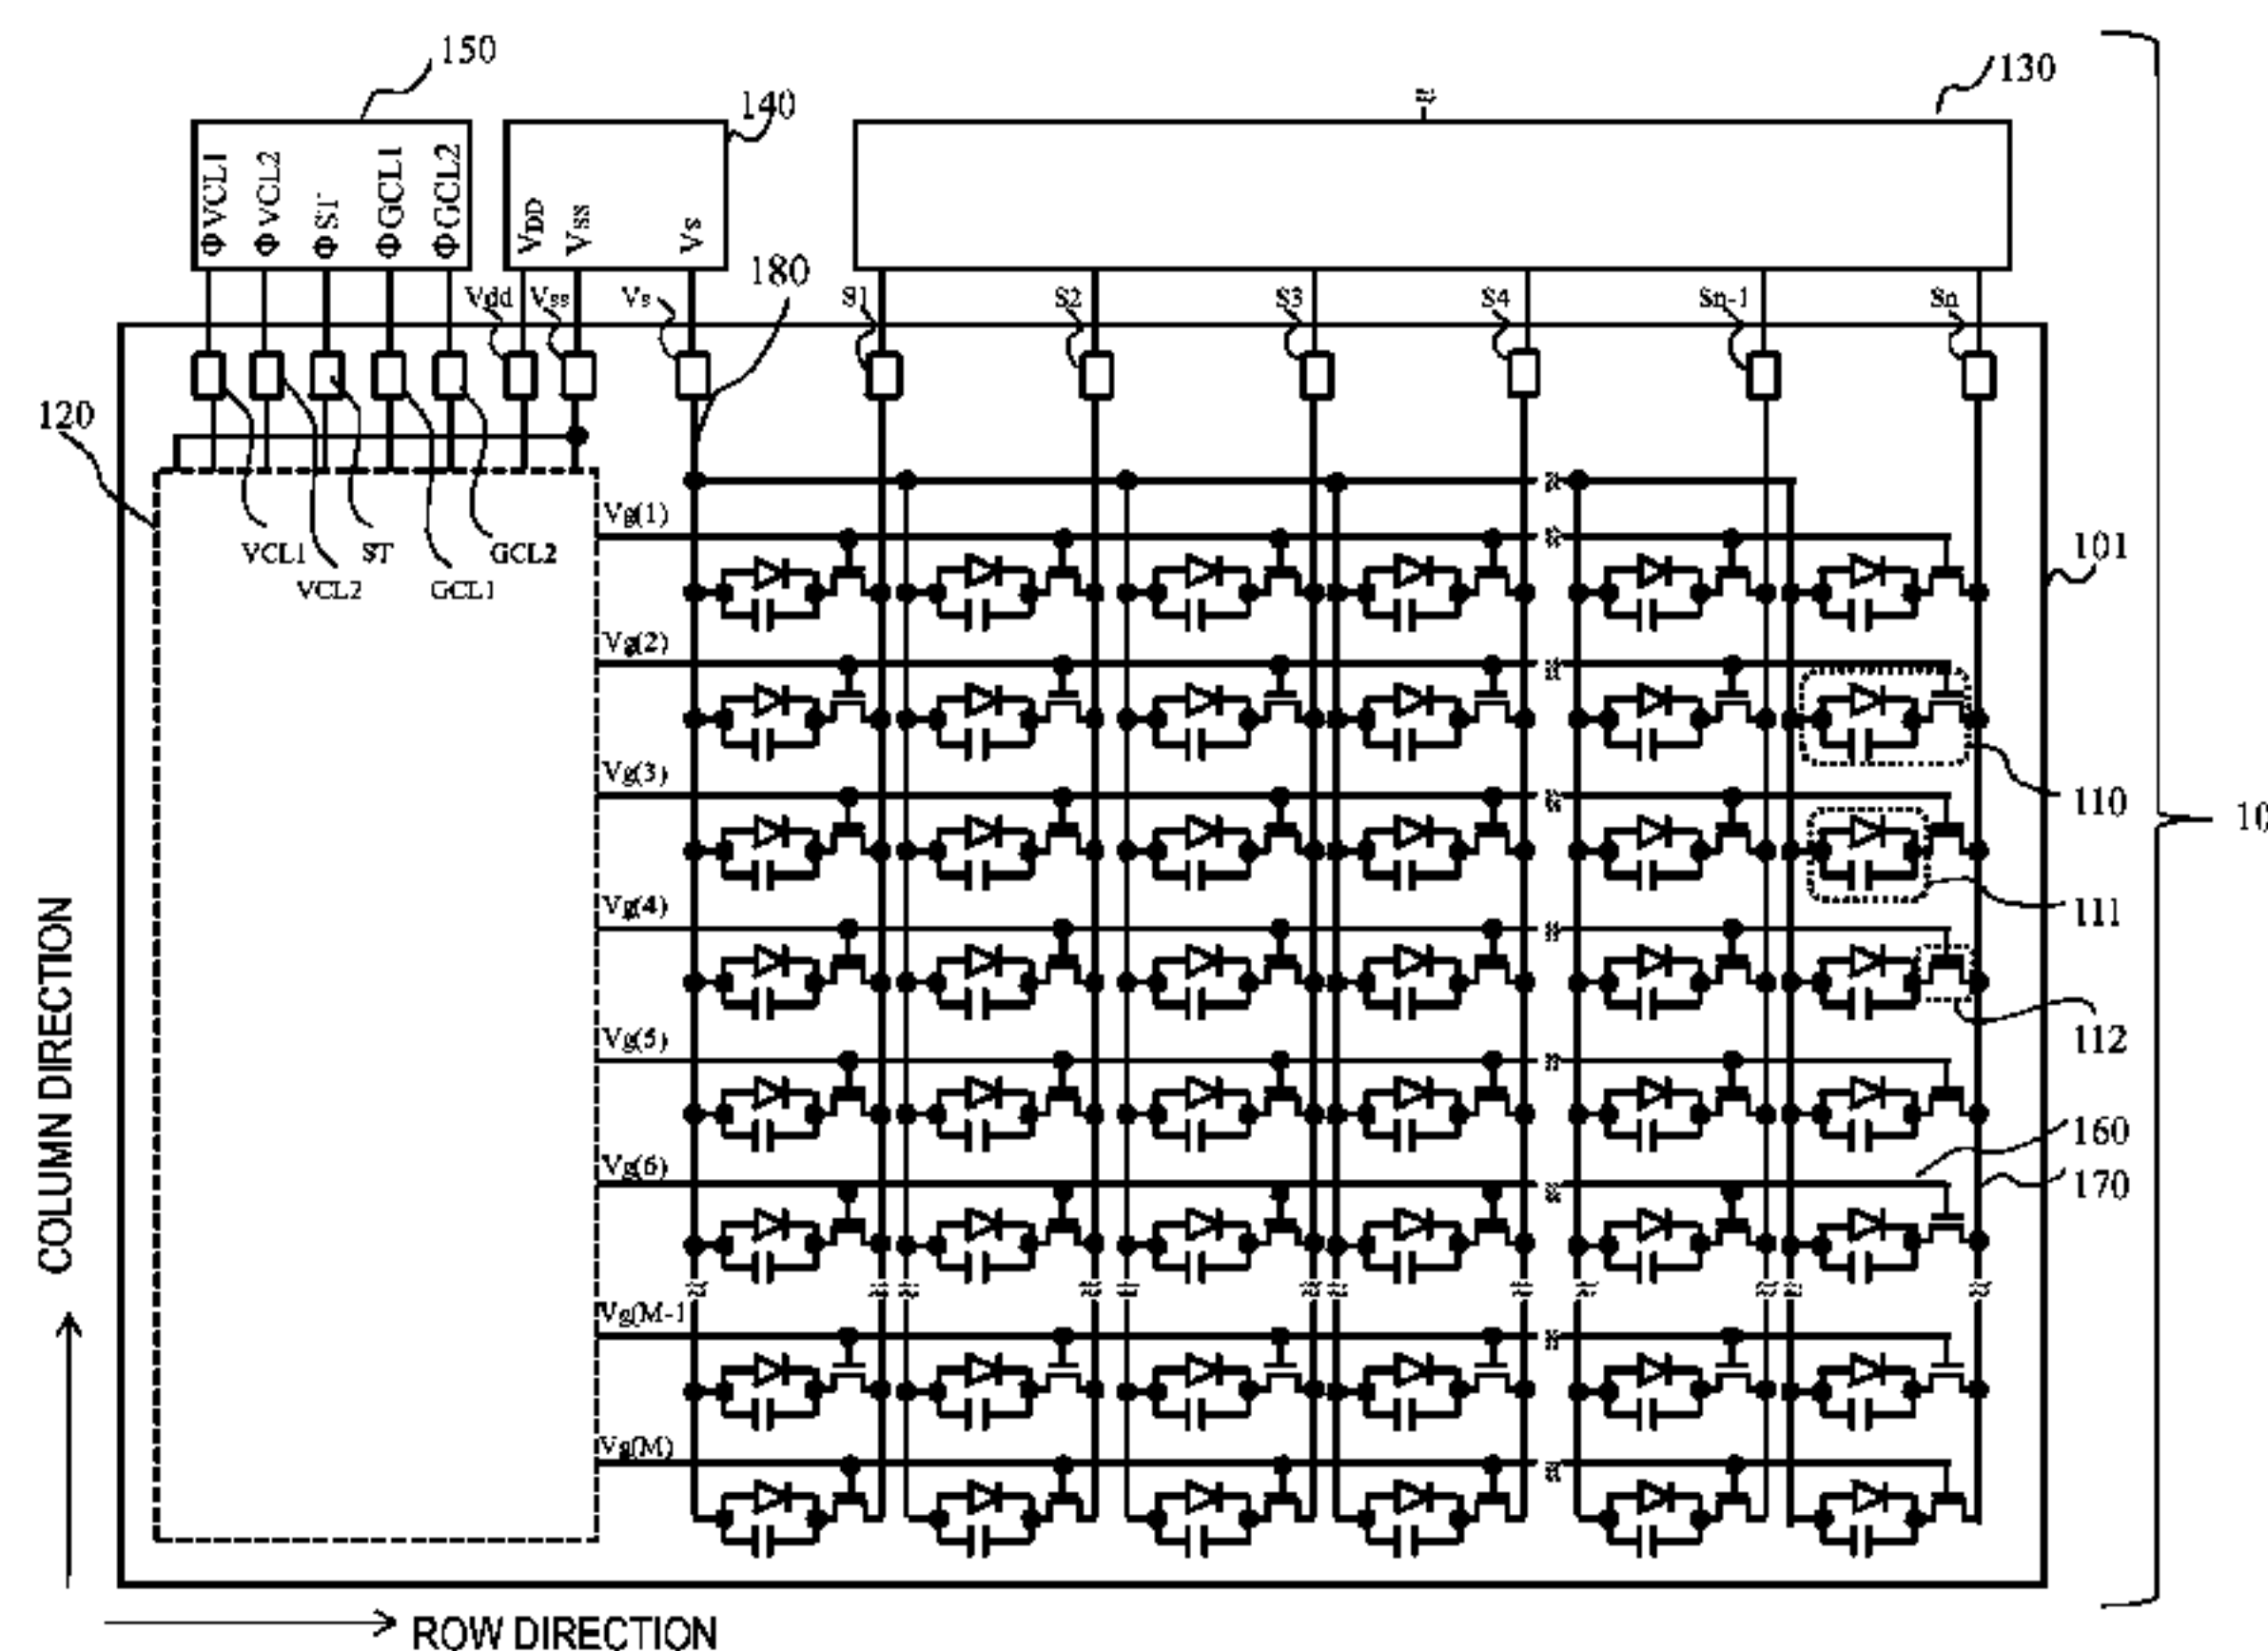 150
140
130
ΦVCL1
ΦVCL2
ΦST
ΦGCL1
ΦGCL2
VDD
VSS
Vs
180
Vdd
Vss
Vs
S1
S2
S3
S4
Sn-1
Sn
120
VCL1
VCL2
ST
GCL1
GCL2
Vg(1)
101
Vg(2)
Vg(3)
110
10
Vg(4)
111
Vg(5)
112
Vg(6)
160
170
Vg(M-1
Vg(M)
COLUMN DIRECTION
ROW DIRECTION